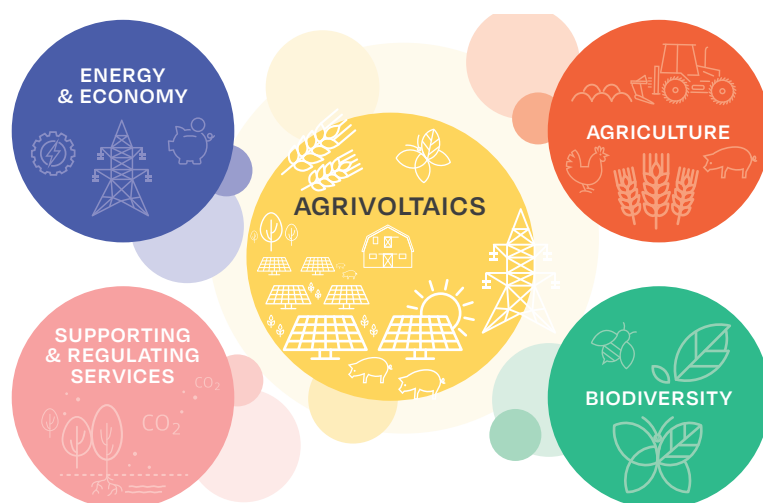 ENERGY
& ECONOMY
AGRICULTURE
AGRIVOLTAICS
SUPPORTING
& REGULATING
SERVICES
CO₂
CO₂
BIODIVERSITY